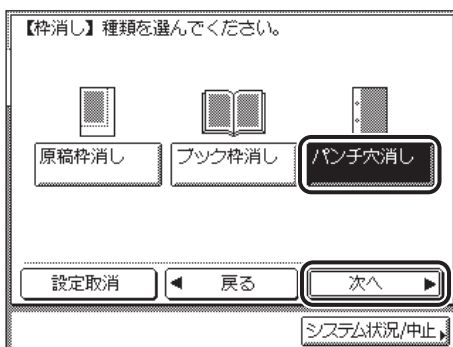 【枠消し】種類を選んでください。
原稿枠消し
ブック枠消し
パンチ穴消し
設定取消
◀ 戻る
次へ ▶
システム状況/中止